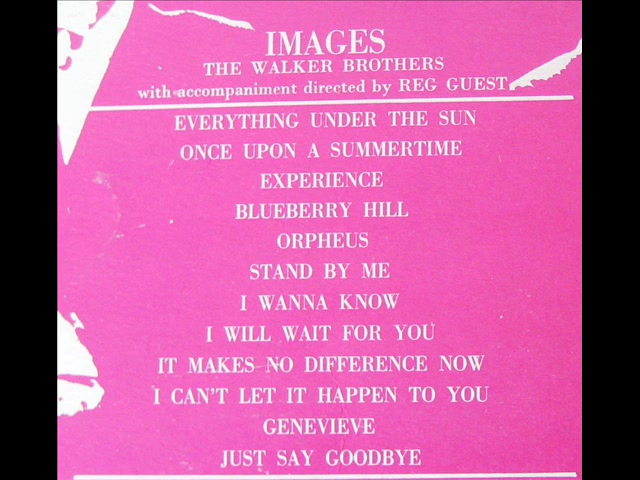 IMAGES
THE WALKER BROTHERS
with accompaniment directed by REG GUEST
EVERYTHING UNDER THE SUN
ONCE UPON A SUMMERTIME
EXPERIENCE
BLUEBERRY HILL
ORPHEUS
STAND BY ME
I WANNA KNOW
I WILL WAIT FOR YOU
IT MAKES NO DIFFERENCE NOW
I CAN'T LET IT HAPPEN TO YOU
GENEVIEVE
JUST SAY GOODBYE